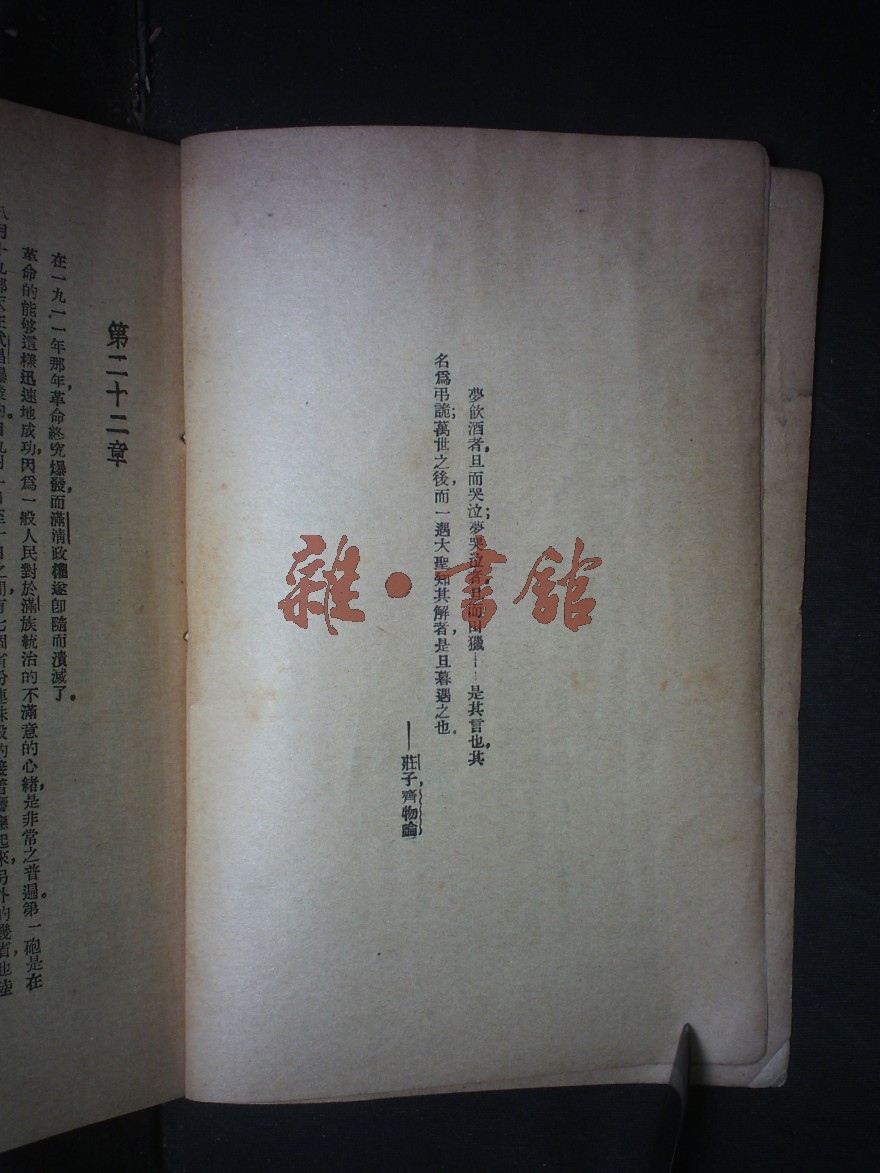 夢飮酒者，旦而哭泣；夢哭泣者，旦而田獵——是其言也，其
名爲弔詭；萬世之後，而一遇大聖知其解者，是旦暮遇之也。
——莊子，齊物論
第二十二章
在一九一一年那年，革命終究爆發，而滿清政權遂即隨而潰滅了。
革命的能够這樣迅速地成功，因爲一般人民對於滿族統治的不滿意的心緒，是非常之普遍。第一砲是在
雜·書館